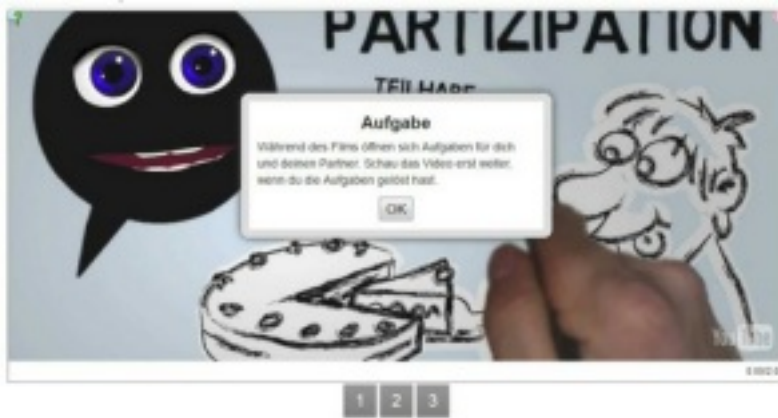 PARTIZIPATION
TEILHABE
Aufgabe
Während des Films öffnen sich Aufgaben für dich
und deinen Partner. Schau das Video erst weiter,
wenn du die Aufgaben gelöst hast.
OK
YouTube
1 2 3